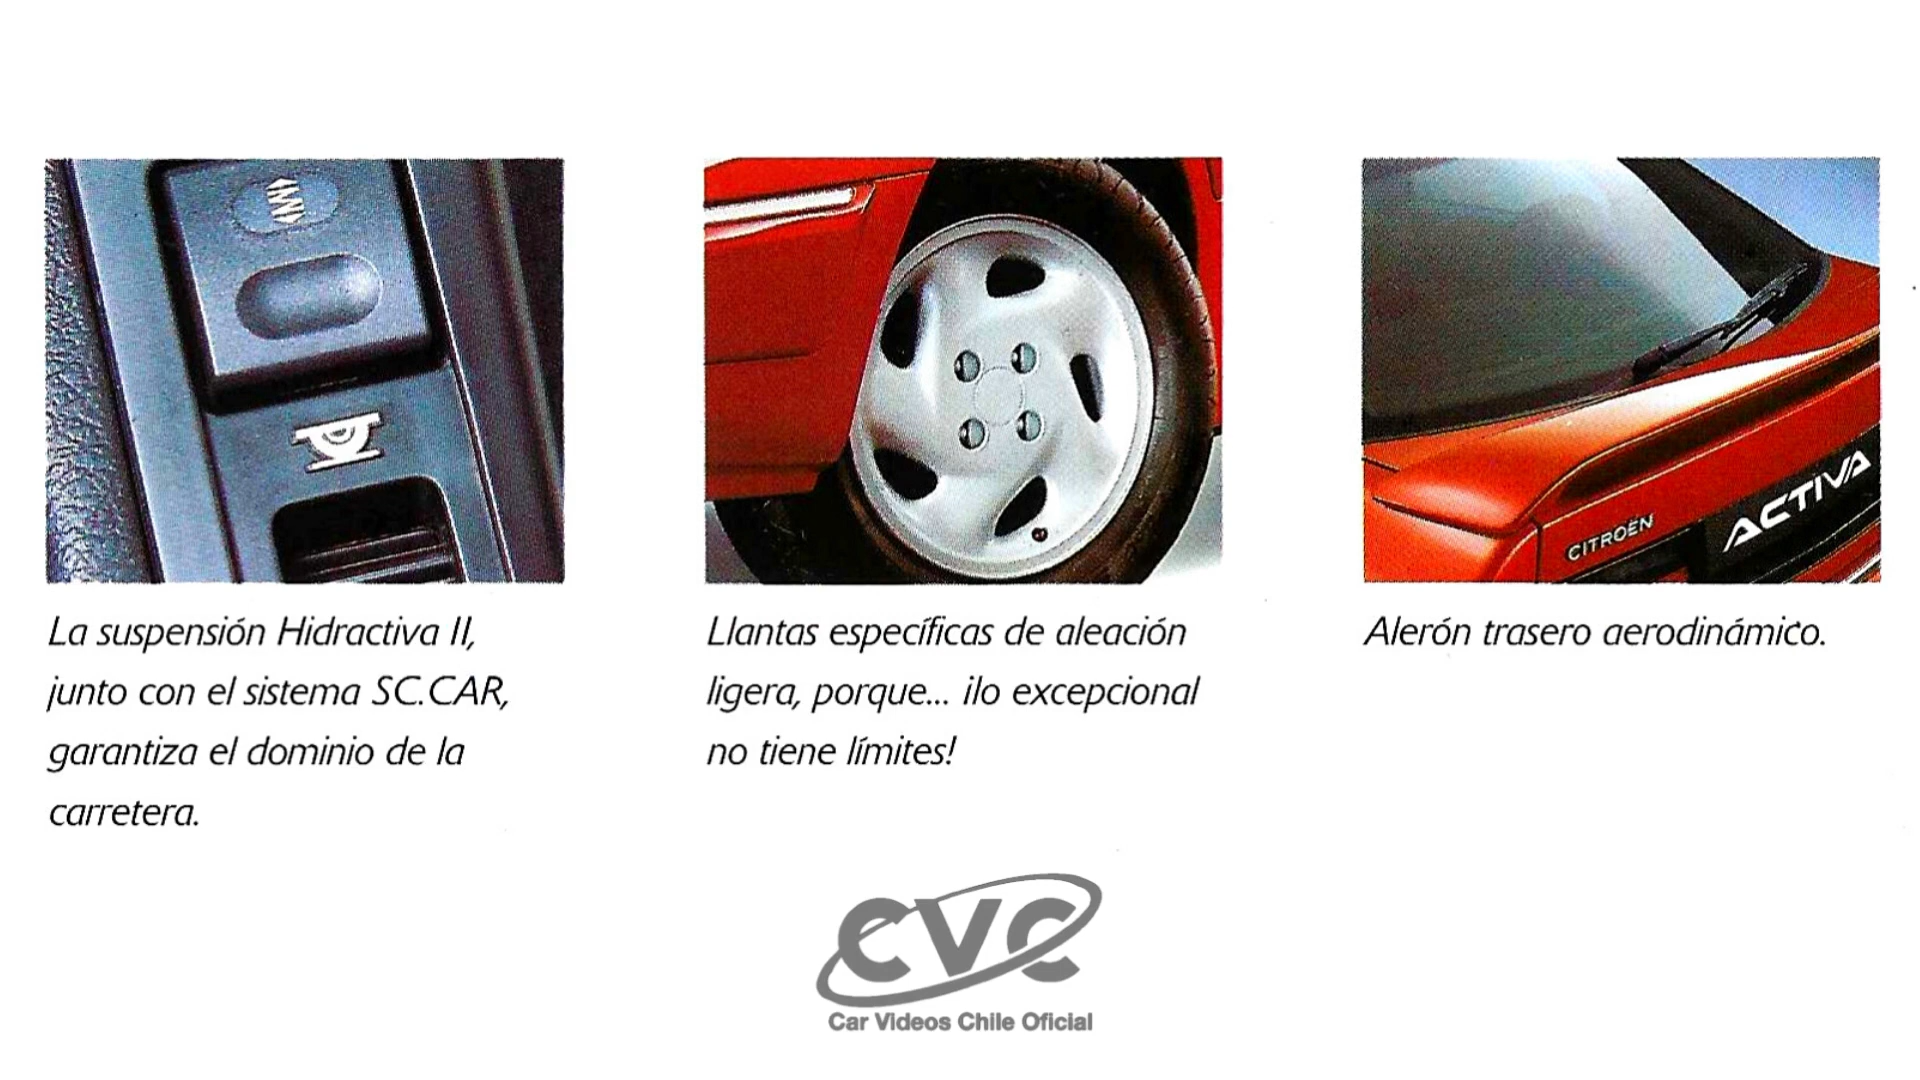 CITROËN
ACTIVA
La suspensión Hidractiva II,
junto con el sistema SC.CAR,
garantiza el dominio de la
carretera.
Llantas específicas de aleación
ligera, porque... ¡lo excepcional
no tiene límites!
Alerón trasero aerodinámico.
CVC
Car Videos Chile Oficial